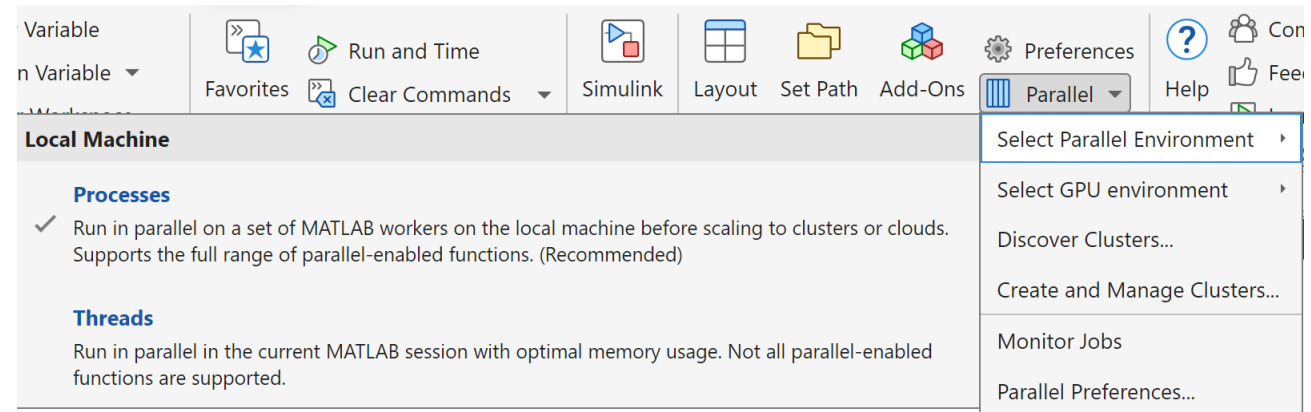 Variable
n Variable
Favorites
Run and Time
Clear Commands
Simulink
Layout
Set Path
Add-Ons
Preferences
Parallel
?
Help
Com
Feed
Local Machine
Processes
Run in parallel on a set of MATLAB workers on the local machine before scaling to clusters or clouds.
Supports the full range of parallel-enabled functions. (Recommended)
Threads
Run in parallel in the current MATLAB session with optimal memory usage. Not all parallel-enabled
functions are supported.
Select Parallel Environment
Select GPU environment
Discover Clusters...
Create and Manage Clusters...
Monitor Jobs
Parallel Preferences...